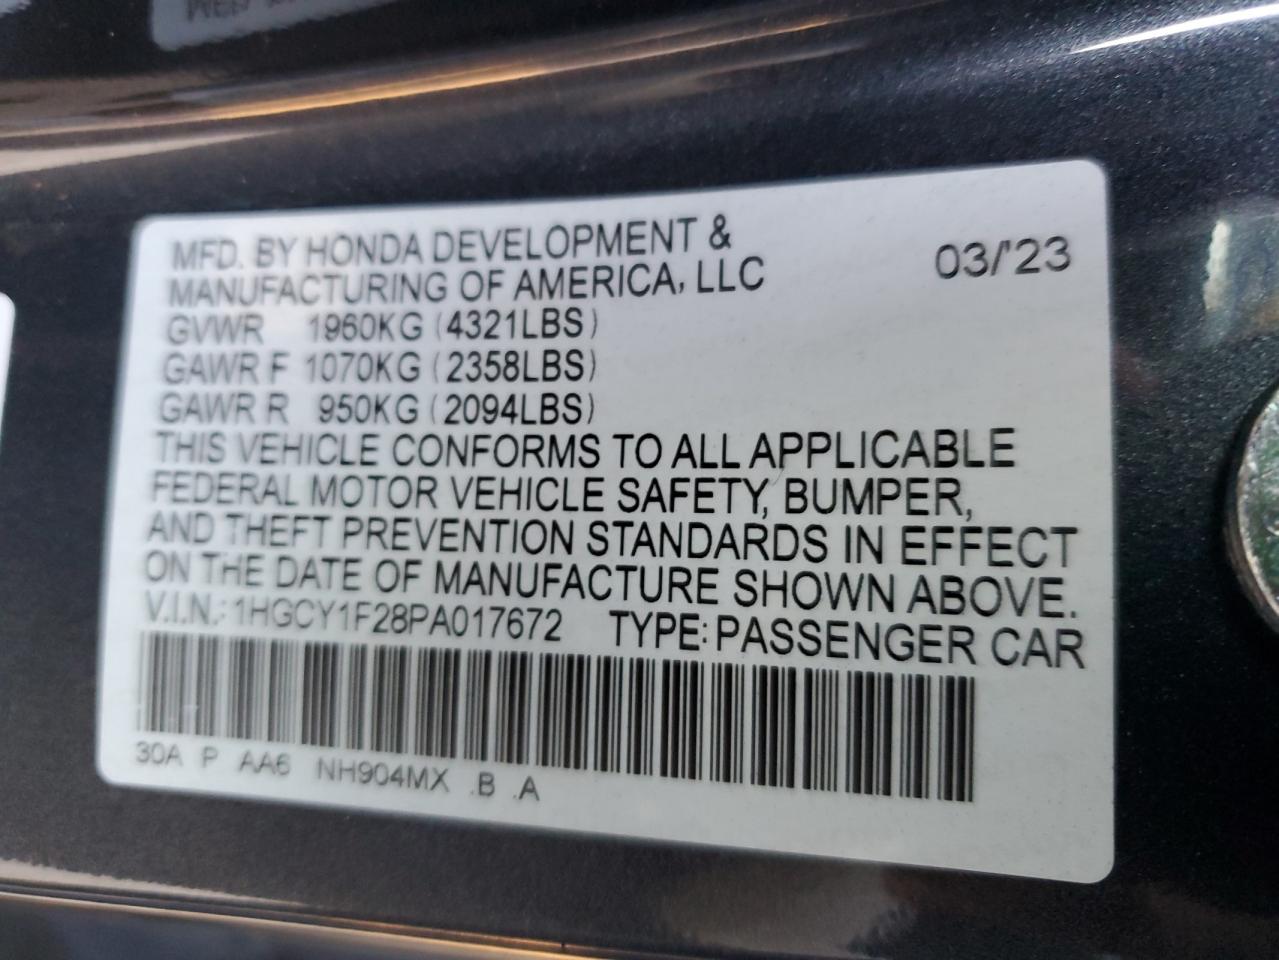 MFD. BY HONDA DEVELOPMENT &
MANUFACTURING OF AMERICA, LLC 03/'23
GVWR 1960KG (4321LBS)
GAWR F 1070KG (2358LBS)
GAWR R 950KG (2094LBS)
THIS VEHICLE CONFORMS TO ALL APPLICABLE
FEDERAL MOTOR VEHICLE SAFETY, BUMPER,
AND THEFT PREVENTION STANDARDS IN EFFECT
ON THE DATE OF MANUFACTURE SHOWN ABOVE.
V.I.N.: 1HGCY1F28PA017672 TYPE: PASSENGER CAR
30A P AA6 NH904MX .B .A